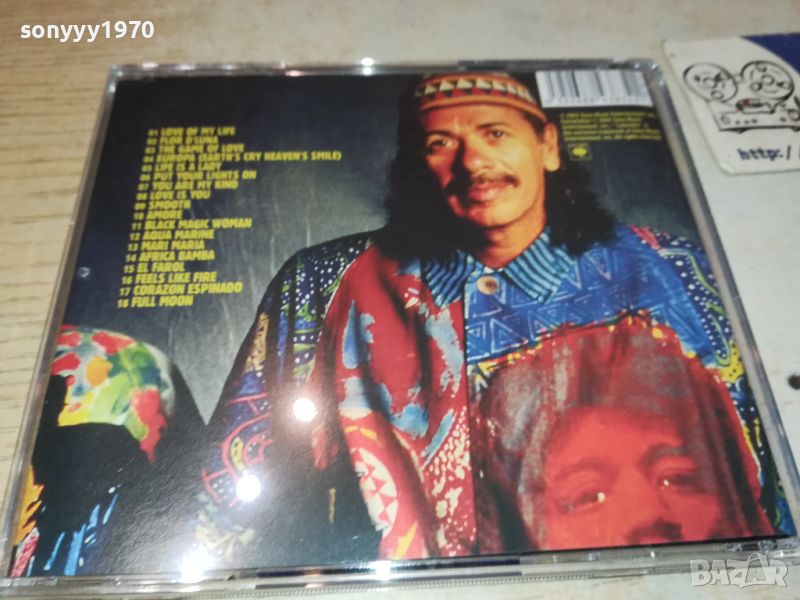 sonyyy1970
01 LOVE OF MY LIFE
02 FLOR D'LUNA
03 THE GAME OF LOVE
04 EUROPA (EARTH'S CRY HEAVEN'S SMILE)
05 LIFE IS A LADY
06 PUT YOUR LIGHTS ON
07 YOU ARE MY KIND
08 LOVE IS YOU
09 SMOOTH
10 AMORE
11 BLACK MAGIC WOMAN
12 AQUA MARINE
13 MARI MARIA
14 AFRICA BAMBA
15 EL FAROL
16 FEELS LIKE FIRE
17 CORAZON ESPINADO
18 FULL MOON
http://
BAZAR